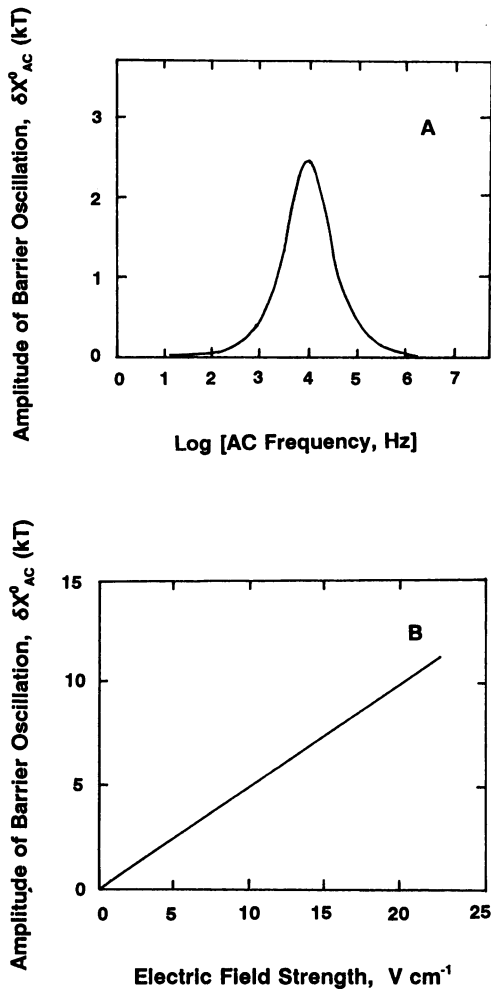 Amplitude of Barrier Oscillation, δX⁰AC (kT)
A
3
2
1
0
0 1 2 3 4 5 6 7
Log [AC Frequency, Hz]
Amplitude of Barrier Oscillation, δX⁰AC (kT)
B
15
10
5
0
0 5 10 15 20 25
Electric Field Strength, V cm⁻¹